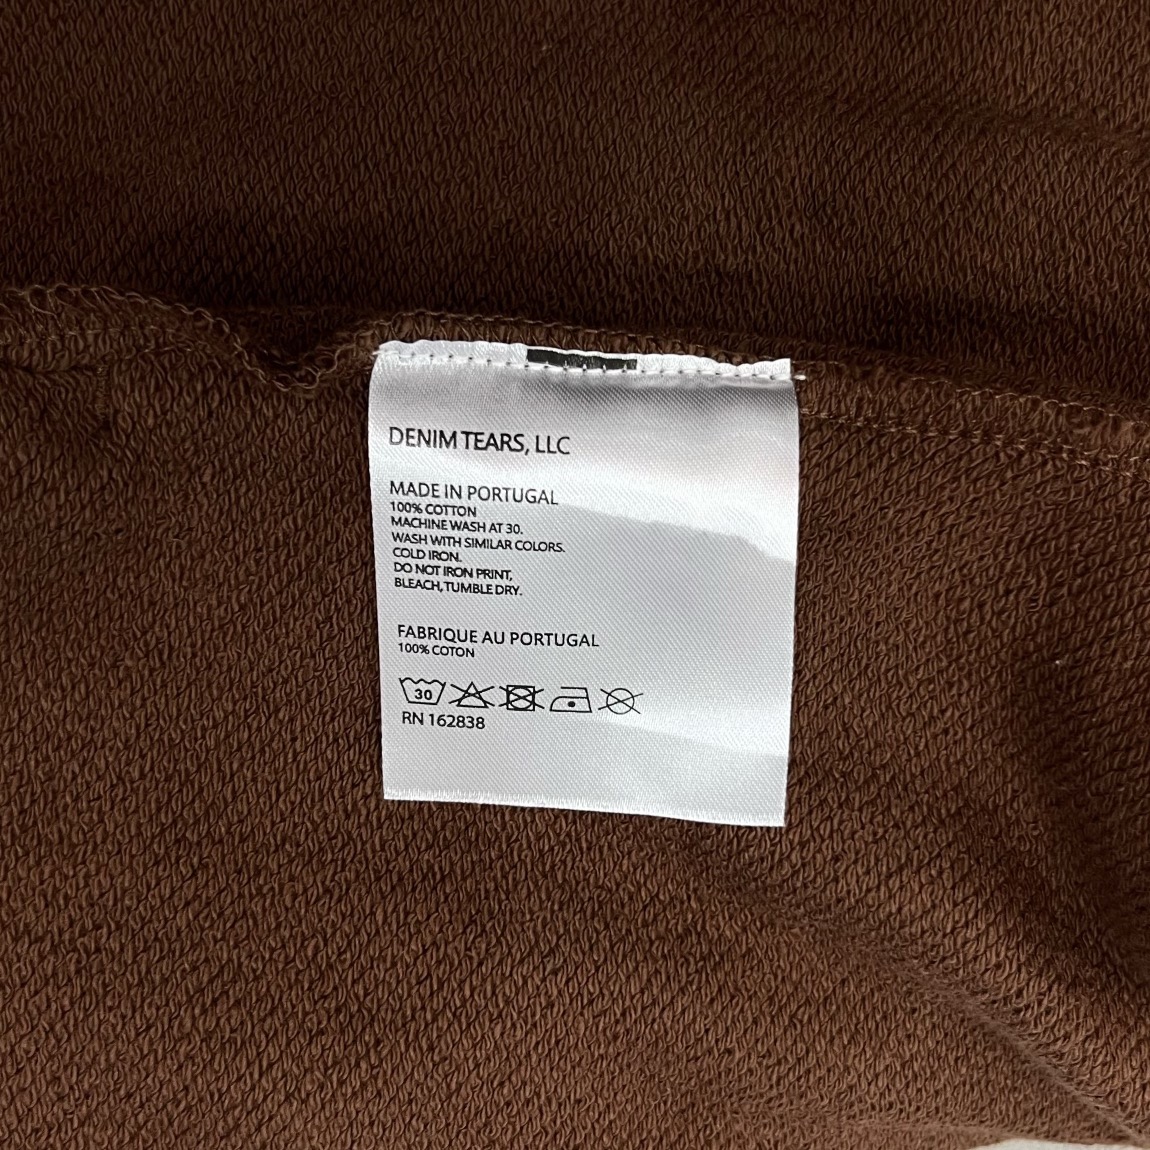 DENIM TEARS, LLC
MADE IN PORTUGAL
100% COTTON
MACHINE WASH AT 30.
WASH WITH SIMILAR COLORS.
COLD IRON.
DO NOT IRON PRINT,
BLEACH, TUMBLE DRY.
FABRIQUE AU PORTUGAL
100% COTON
30
RN 162838